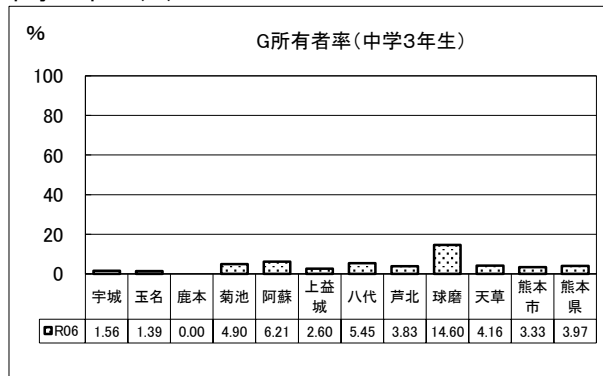 %
G所有者率(中学3年生)
100
80
60
40
20
0
宇城 玉名 鹿本 菊池 阿蘇 上益城 八代 芦北 球磨 天草 熊本市 熊本県
R06 1.56 1.39 0.00 4.90 6.21 2.60 5.45 3.83 14.60 4.16 3.33 3.97